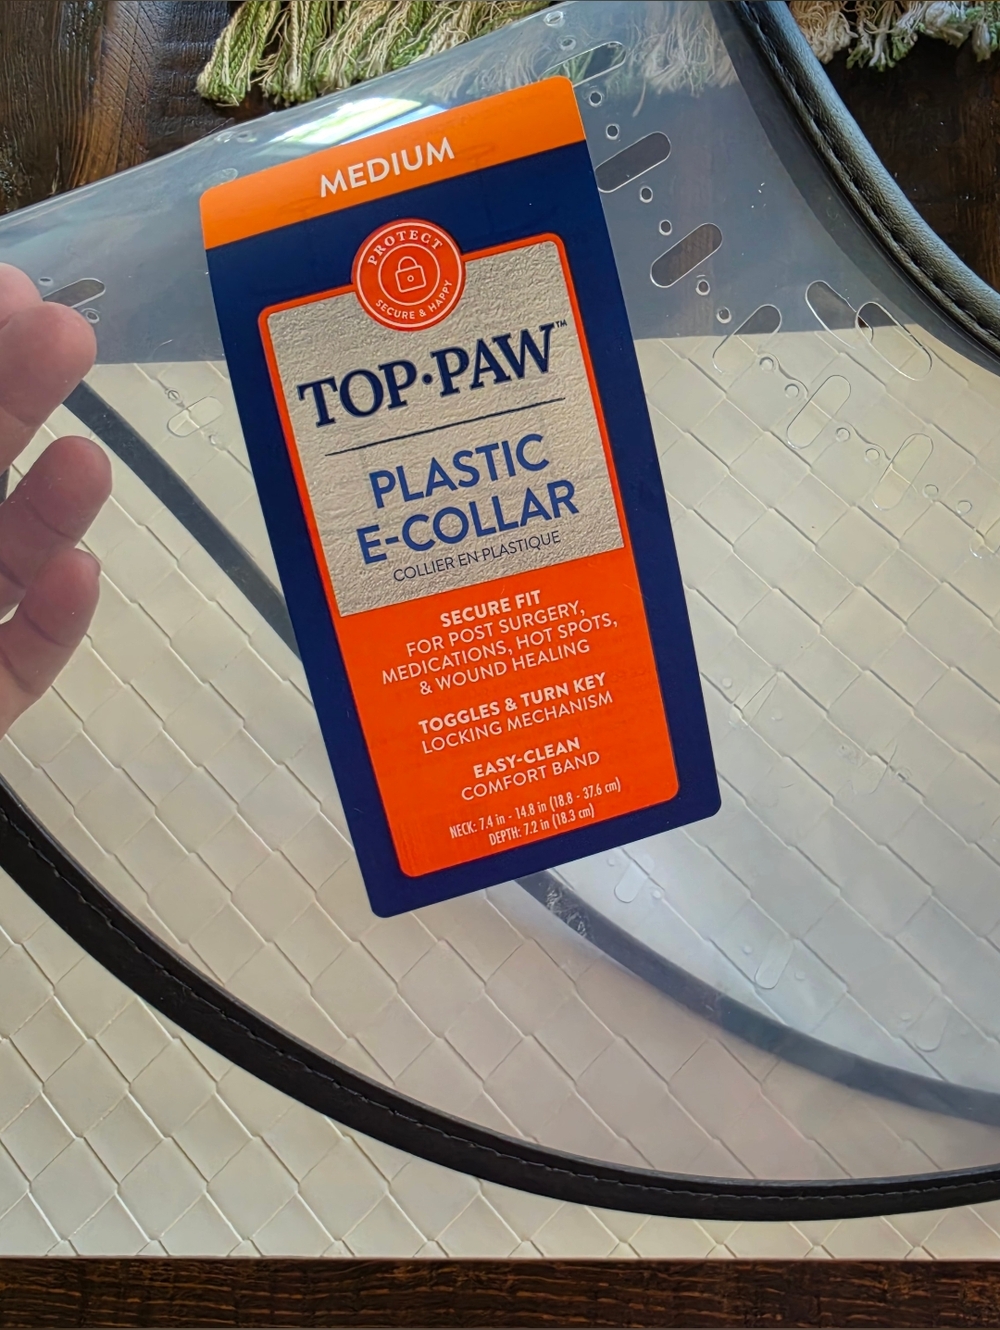 MEDIUM
PROTECT
SECURE & HAPPY
TOP·PAW™
PLASTIC
E-COLLAR
COLLIER EN PLASTIQUE
SECURE FIT
FOR POST SURGERY,
MEDICATIONS, HOT SPOTS,
& WOUND HEALING
TOGGLES & TURN KEY
LOCKING MECHANISM
EASY-CLEAN
COMFORT BAND
NECK: 7.4 in - 14.8 in (18.8 - 37.6 cm)
DEPTH: 7.2 in (18.3 cm)